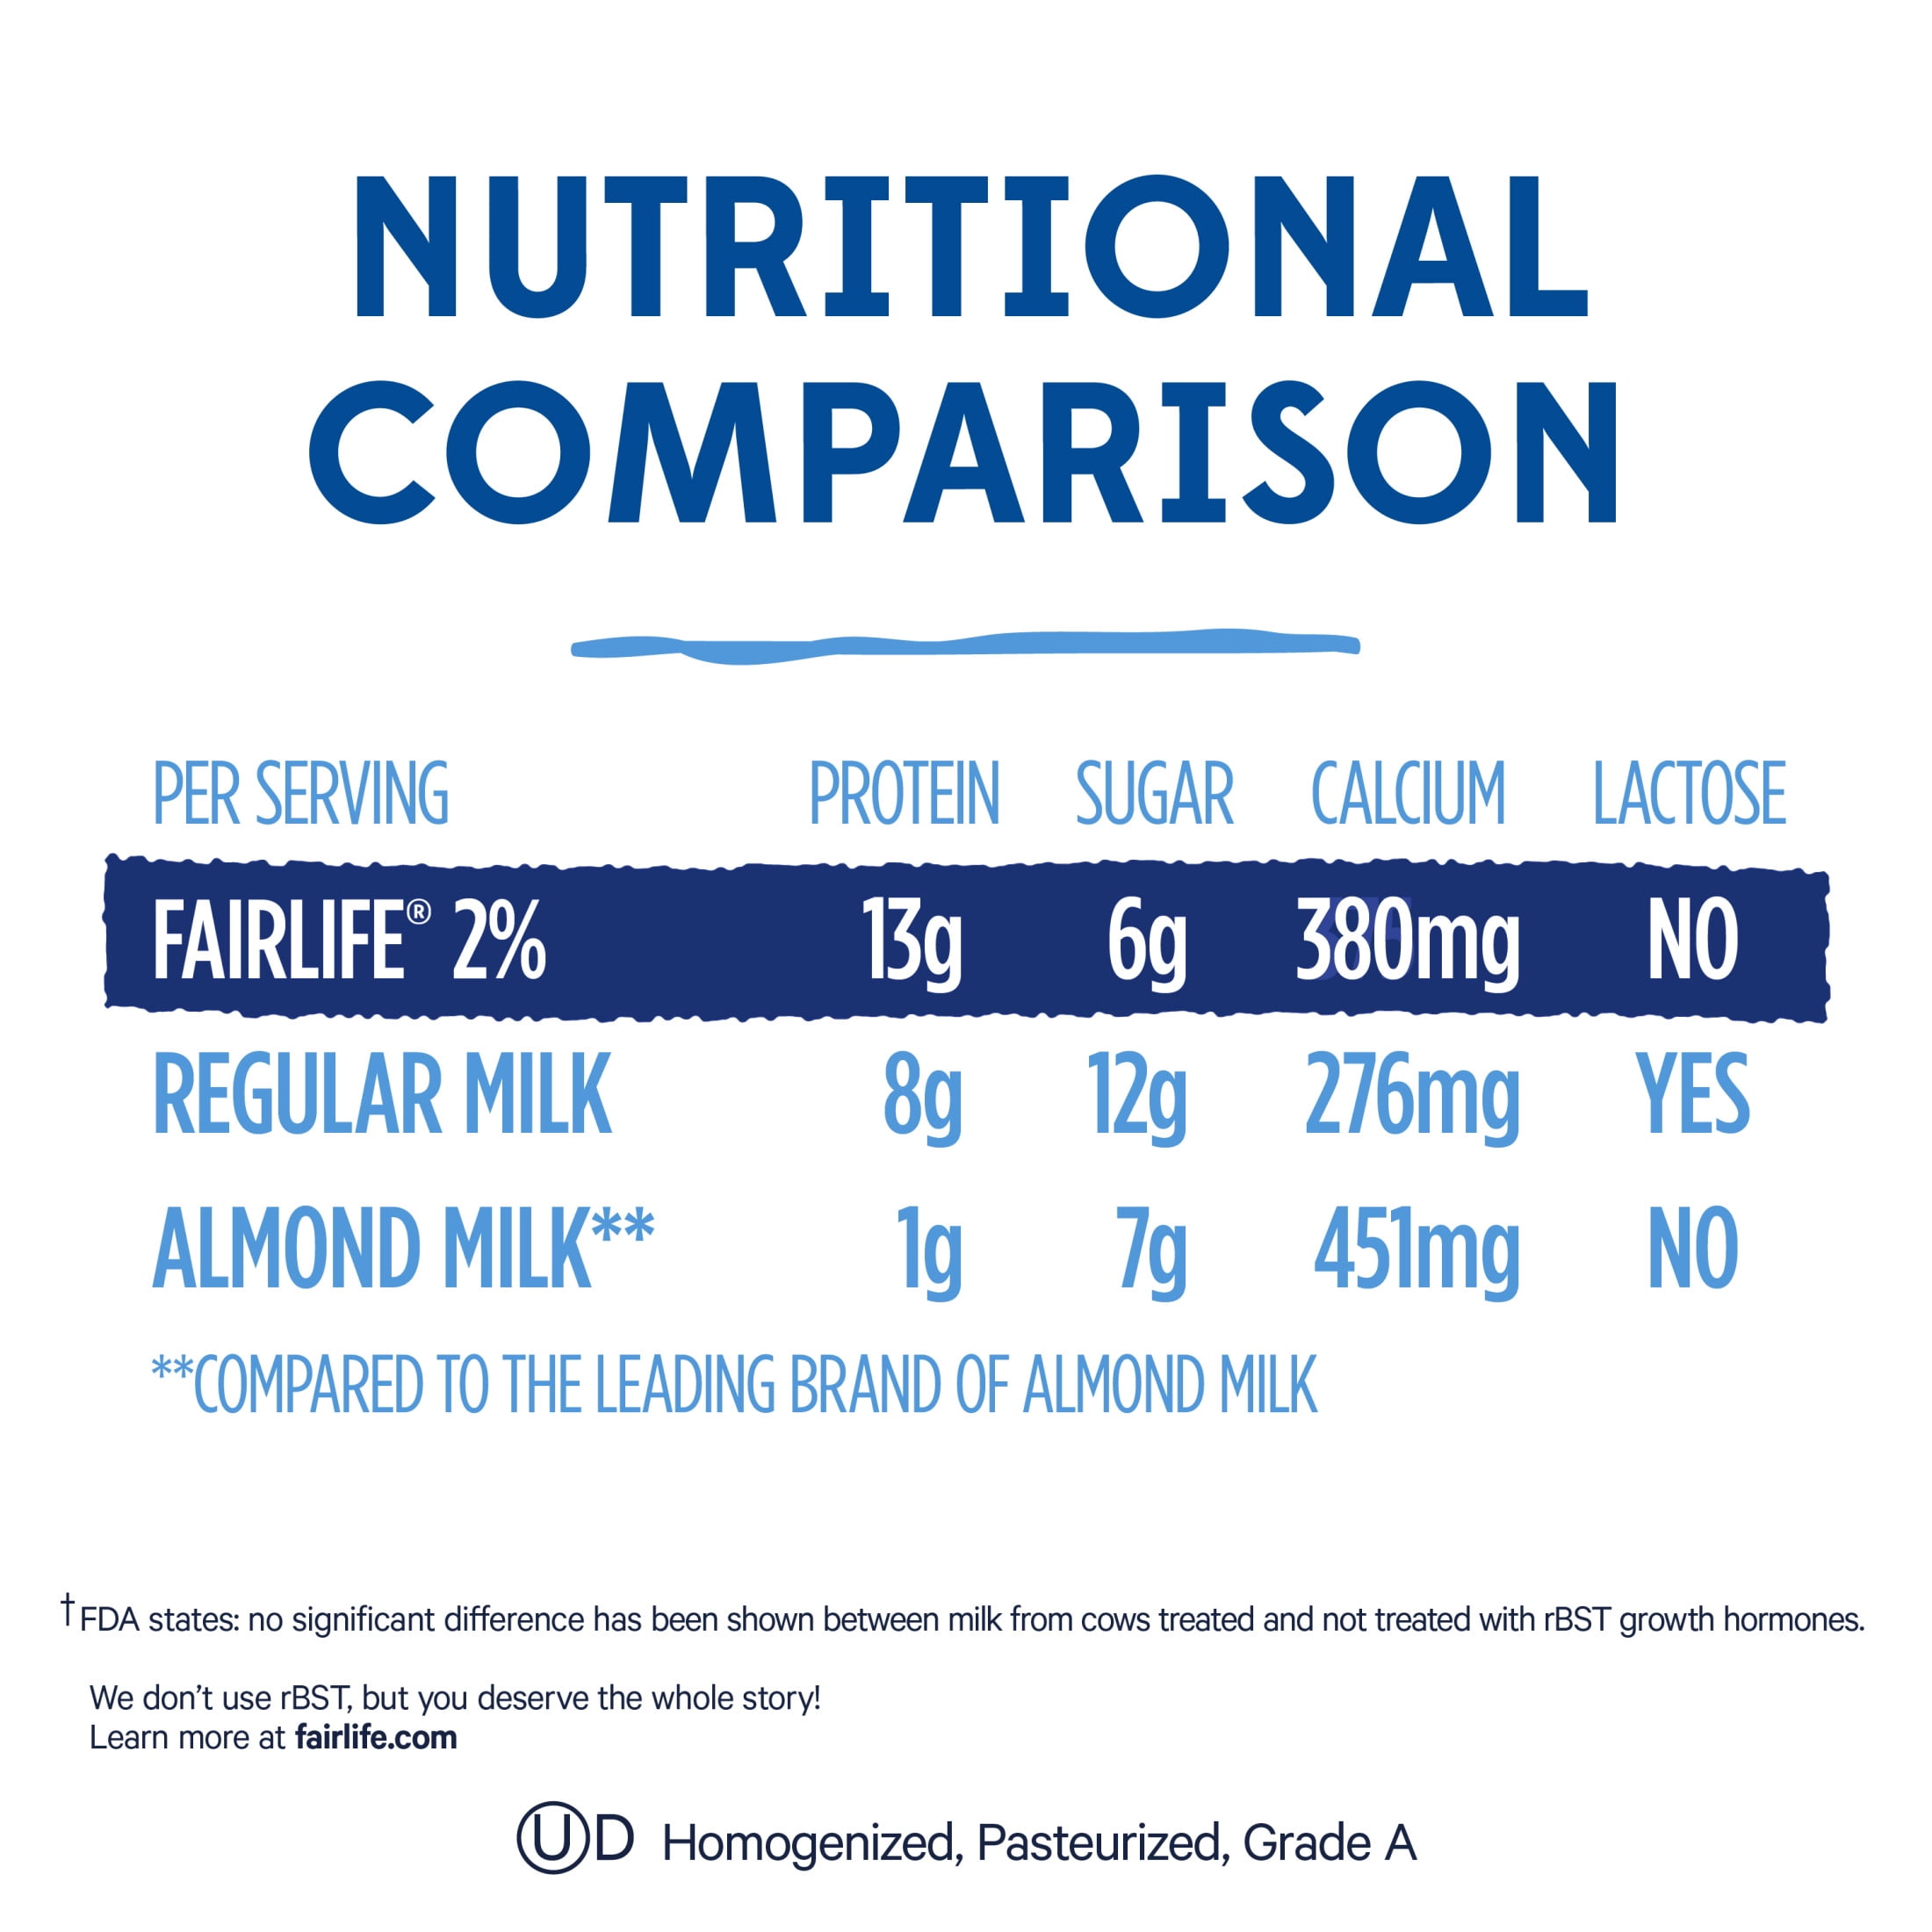 NUTRITIONAL
COMPARISON
PER SERVING PROTEIN SUGAR CALCIUM LACTOSE
FAIRLIFE® 2% 13g 6g 380mg NO
REGULAR MILK 8g 12g 276mg YES
ALMOND MILK** 1g 7g 451mg NO
**COMPARED TO THE LEADING BRAND OF ALMOND MILK
† FDA states: no significant difference has been shown between milk from cows treated and not treated with rBST growth hormones.
We don’t use rBST, but you deserve the whole story!
Learn more at fairlife.com
Ⓤ D Homogenized, Pasteurized, Grade A